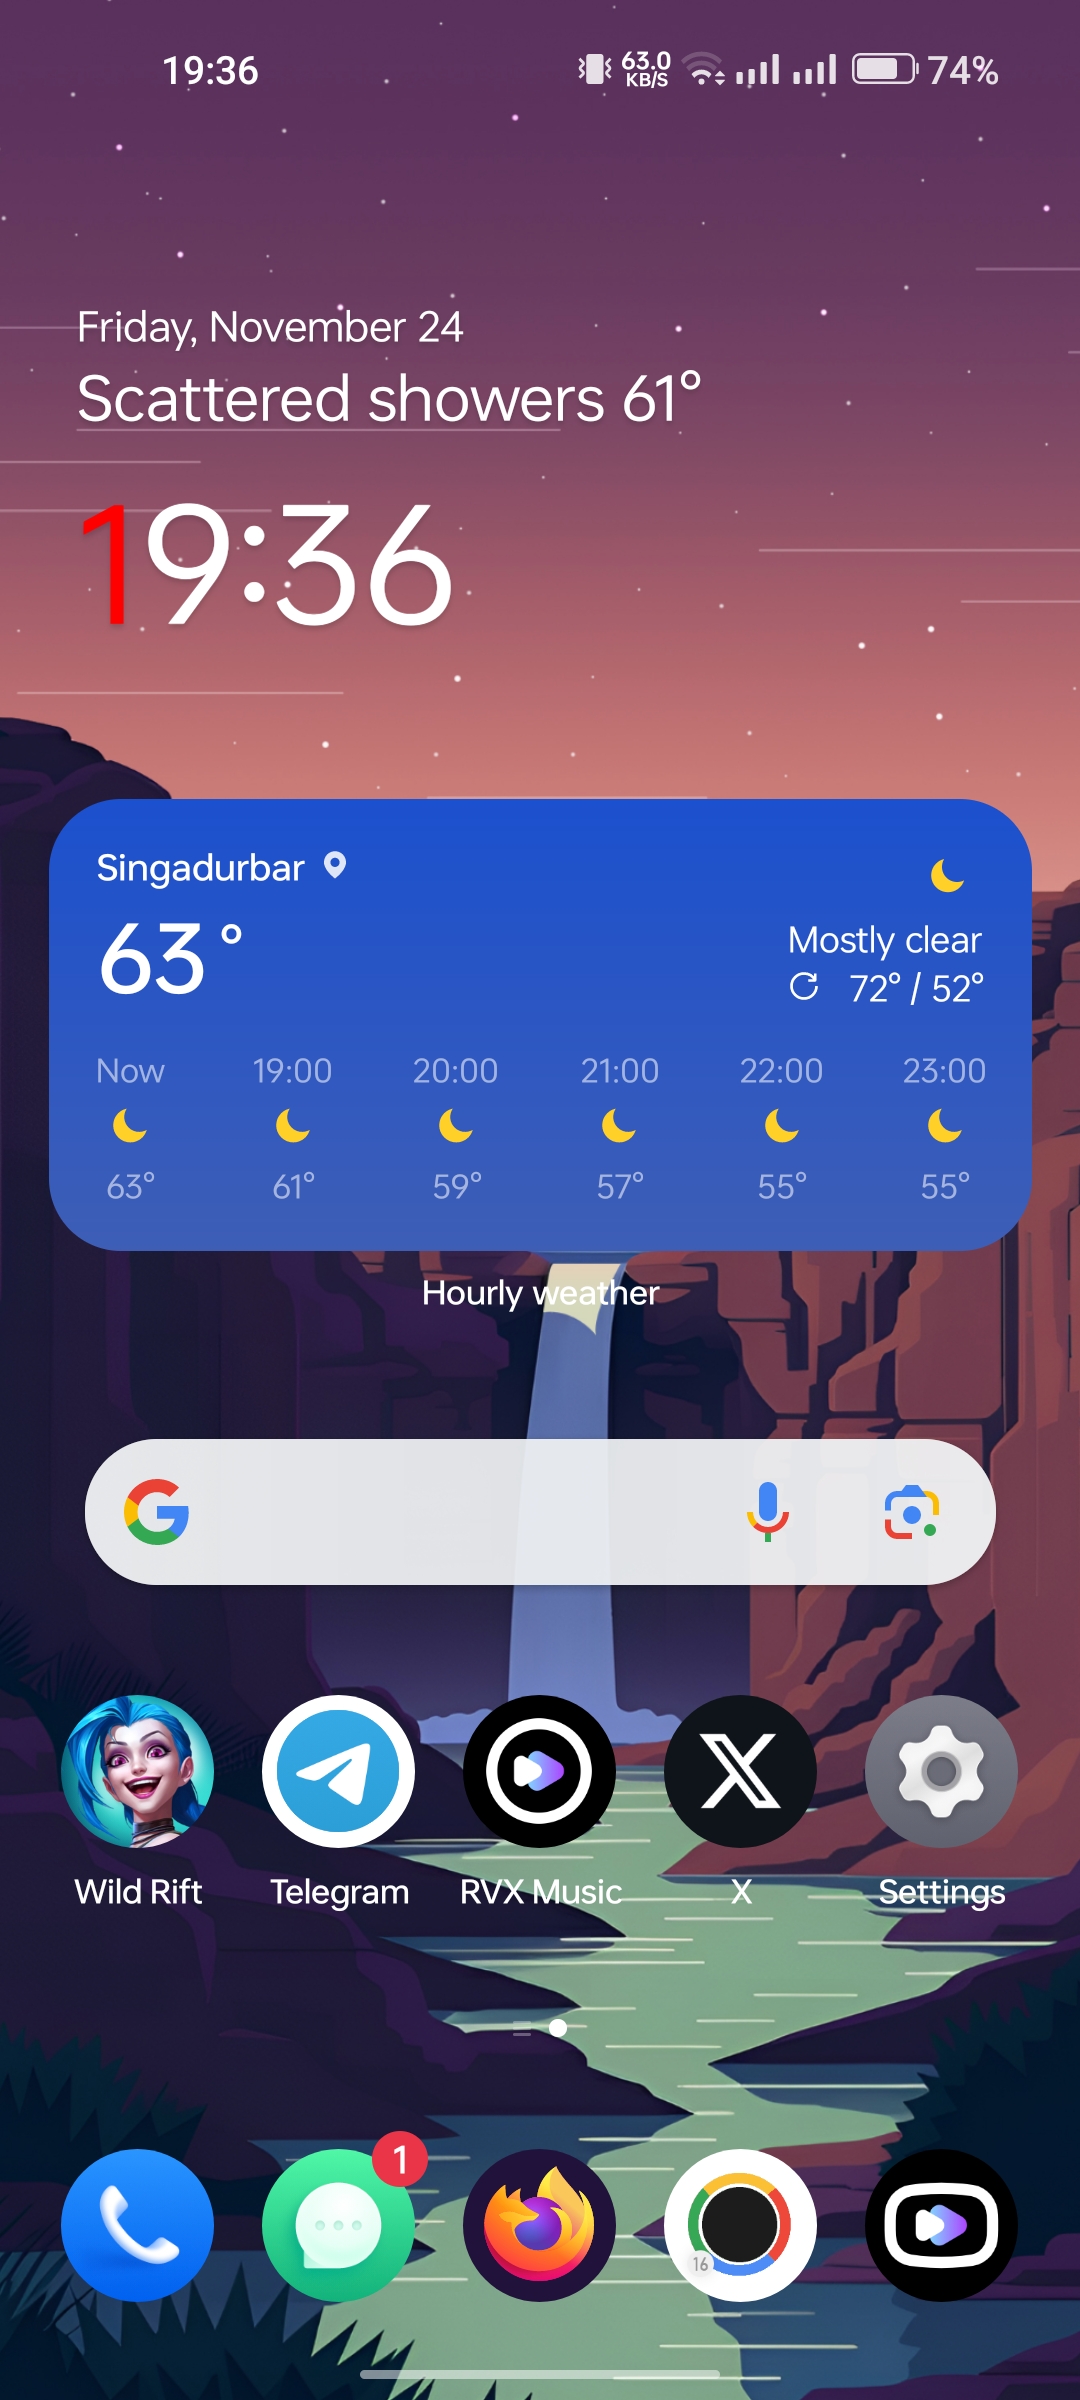 19:36
63.0
KB/S
74%
Friday, November 24
Scattered showers 61°
19:36
Singadurbar
63°
Mostly clear
72° / 52°
Now 19:00 20:00 21:00 22:00 23:00
63° 61° 59° 57° 55° 55°
Hourly weather
Wild Rift Telegram RVX Music X Settings
1
16